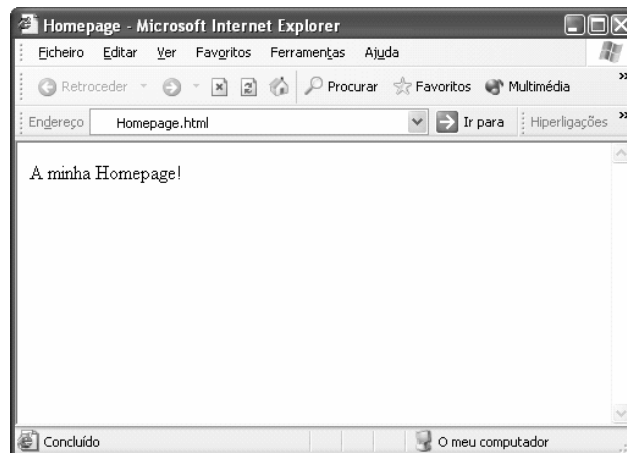 Homepage - Microsoft Internet Explorer
Ficheiro Editar Ver Favoritos Ferramentas Ajuda
Retroceder Procurar Favoritos Multimédia »
Endereço Homepage.html Ir para Hiperligações »
A minha Homepage!
Concluído O meu computador